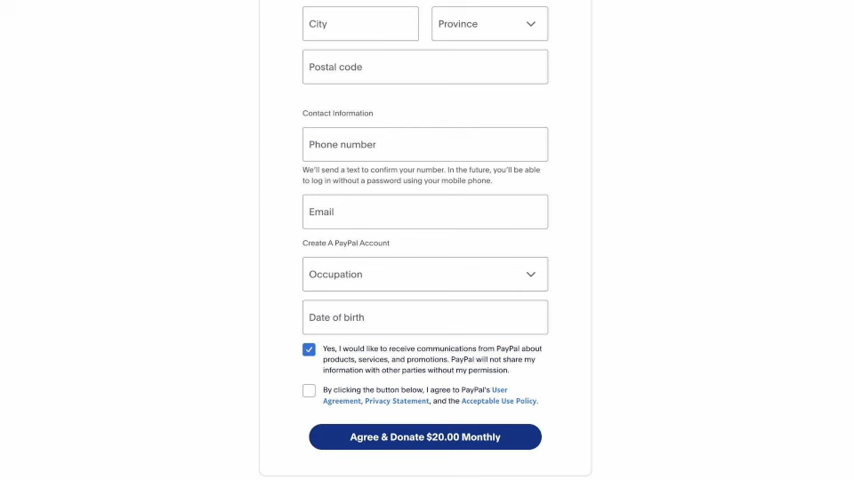 City
Province
Postal code
Contact Information
Phone number
We'll send a text to confirm your number. In the future, you'll be able
to log in without a password using your mobile phone.
Email
Create A PayPal Account
Occupation
Date of birth
Yes, I would like to receive communications from PayPal about
products, services, and promotions. PayPal will not share my
information with other parties without my permission.
By clicking the button below, I agree to PayPal's User
Agreement, Privacy Statement, and the Acceptable Use Policy.
Agree & Donate $20.00 Monthly